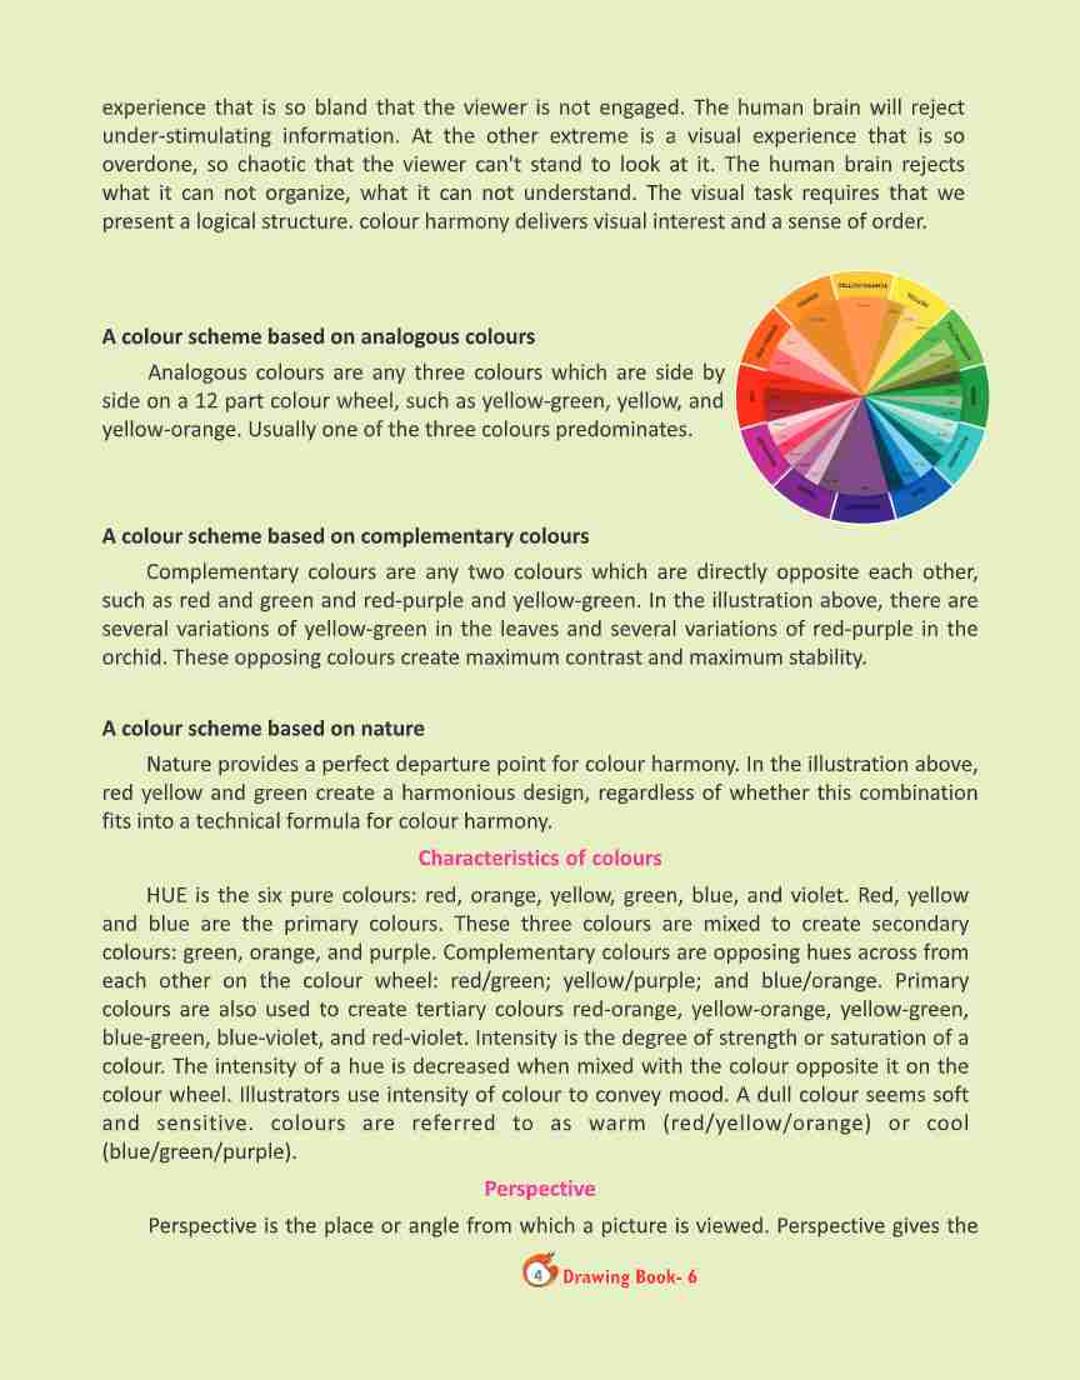 experience that is so bland that the viewer is not engaged. The human brain will reject
under-stimulating information. At the other extreme is a visual experience that is so
overdone, so chaotic that the viewer can't stand to look at it. The human brain rejects
what it can not organize, what it can not understand. The visual task requires that we
present a logical structure. colour harmony delivers visual interest and a sense of order.
A colour scheme based on analogous colours
Analogous colours are any three colours which are side by
side on a 12 part colour wheel, such as yellow-green, yellow, and
yellow-orange. Usually one of the three colours predominates.
YELLOW-ORANGE
YELLOW
ORANGE
A colour scheme based on complementary colours
Complementary colours are any two colours which are directly opposite each other,
such as red and green and red-purple and yellow-green. In the illustration above, there are
several variations of yellow-green in the leaves and several variations of red-purple in the
orchid. These opposing colours create maximum contrast and maximum stability.
A colour scheme based on nature
Nature provides a perfect departure point for colour harmony. In the illustration above,
red yellow and green create a harmonious design, regardless of whether this combination
fits into a technical formula for colour harmony.
Characteristics of colours
HUE is the six pure colours: red, orange, yellow, green, blue, and violet. Red, yellow
and blue are the primary colours. These three colours are mixed to create secondary
colours: green, orange, and purple. Complementary colours are opposing hues across from
each other on the colour wheel: red/green; yellow/purple; and blue/orange. Primary
colours are also used to create tertiary colours red-orange, yellow-orange, yellow-green,
blue-green, blue-violet, and red-violet. Intensity is the degree of strength or saturation of a
colour. The intensity of a hue is decreased when mixed with the colour opposite it on the
colour wheel. Illustrators use intensity of colour to convey mood. A dull colour seems soft
and sensitive. colours are referred to as warm (red/yellow/orange) or cool
(blue/green/purple).
Perspective
Perspective is the place or angle from which a picture is viewed. Perspective gives the
4 Drawing Book- 6